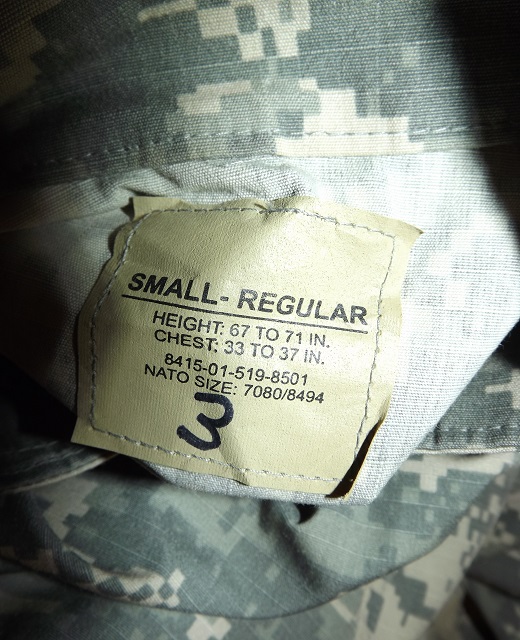 SMALL- REGULAR
HEIGHT: 67 TO 71 IN.
CHEST: 33 TO 37 IN.
8415-01-519-8501
NATO SIZE: 7080/8494
3